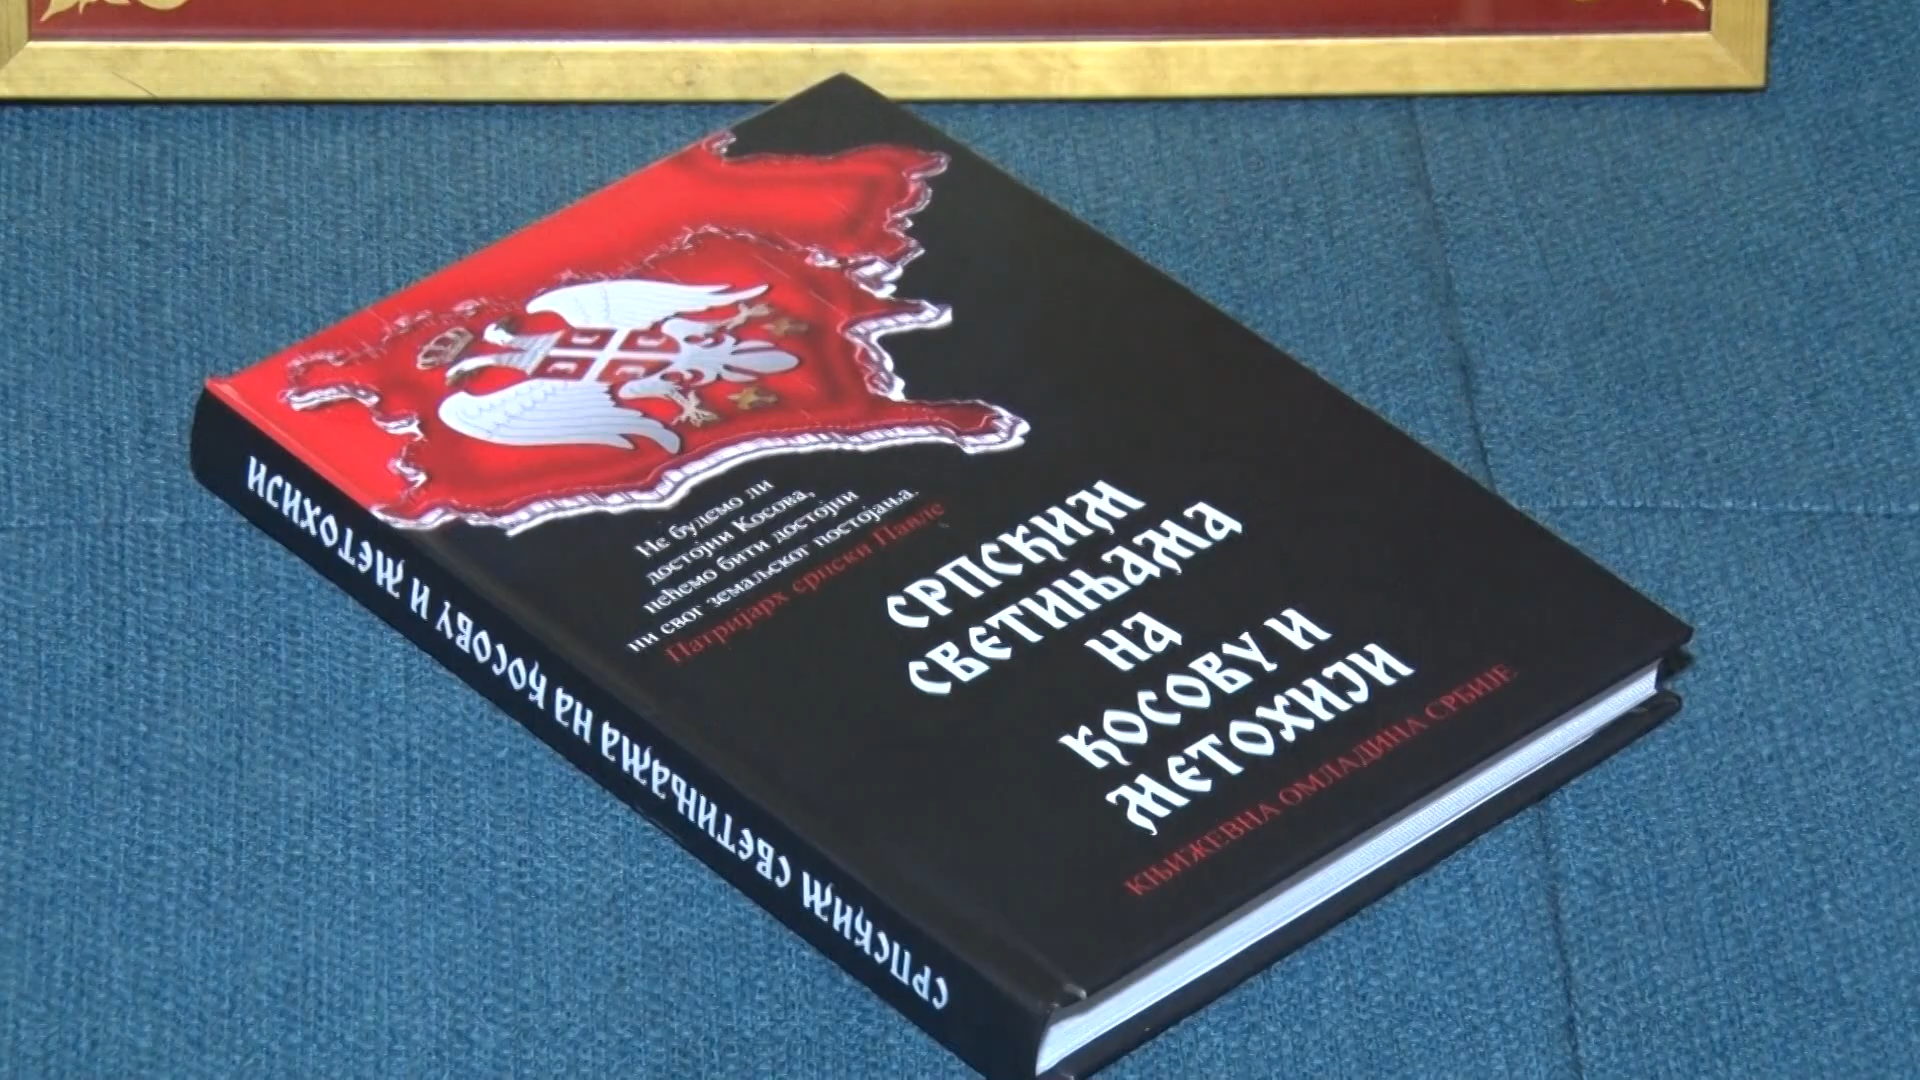 Не будемо ли
достојни Косова,
нећемо бити достојни
ни свог земаљског постојања.
Патријарх српски Павле
СРПСКИМ
СВЕТИЊАМА
НА
КОСОВУ И
МЕТОХИЈИ
КЊИЖЕВНА ОМЛАДИНА СРБИЈЕ
СРПСКИМ СВЕТИЊАМА НА КОСОВУ И МЕТОХИСИ